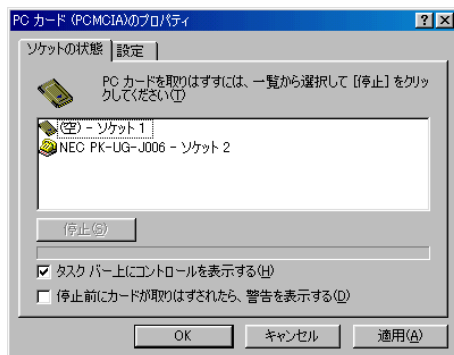 PC カード (PCMCIA)のプロパティ
ソケットの状態
設定
PC カードを取りはずすには、一覧から選択して [停止] をクリッ
クしてください(T)
(空) - ソケット 1
NEC PK-UG-J006 - ソケット 2
停止(S)
タスク バー上にコントロールを表示する(H)
停止前にカードが取りはずされたら、警告を表示する(D)
OK
キャンセル
適用(A)